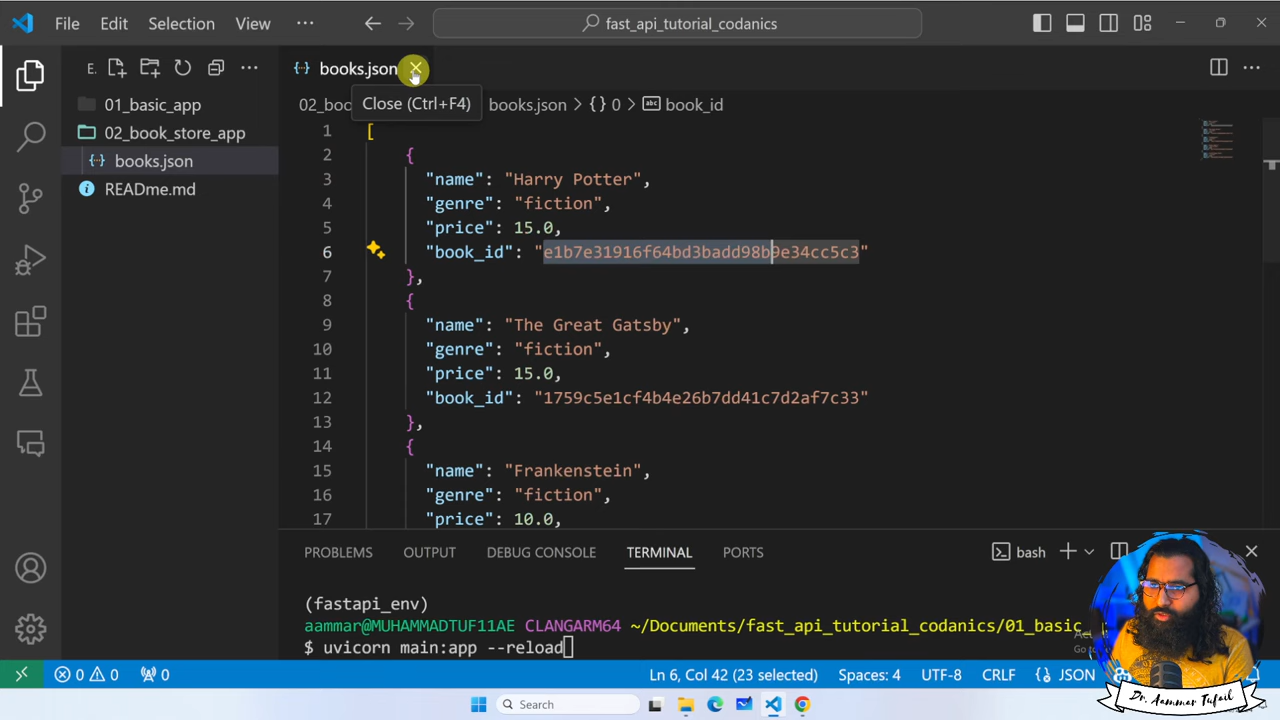 File Edit Selection View ··· fast_api_tutorial_codanics
E.
books.json
Close (Ctrl+F4)
02_boo books.json > {} 0 > abc book_id
01_basic_app
02_book_store_app
books.json
READme.md
1 [
2 {
3 "name": "Harry Potter",
4 "genre": "fiction",
5 "price": 15.0,
6 "book_id": "e1b7e31916f64bd3badd98b9e34cc5c3"
7 },
8 {
9 "name": "The Great Gatsby",
10 "genre": "fiction",
11 "price": 15.0,
12 "book_id": "1759c5e1cf4b4e26b7dd41c7d2af7c33"
13 },
14 {
15 "name": "Frankenstein",
16 "genre": "fiction",
17 "price": 10.0,
PROBLEMS OUTPUT DEBUG CONSOLE TERMINAL PORTS bash
(fastapi_env)
aammar@MUHAMMADTUF11AE CLANGARM64 ~/Documents/fast_api_tutorial_codanics/01_basic_
$ uvicorn main:app --reload
0 0 0 Ln 6, Col 42 (23 selected) Spaces: 4 UTF-8 CRLF {} JSON
Dr. Aammar Tufail
Search